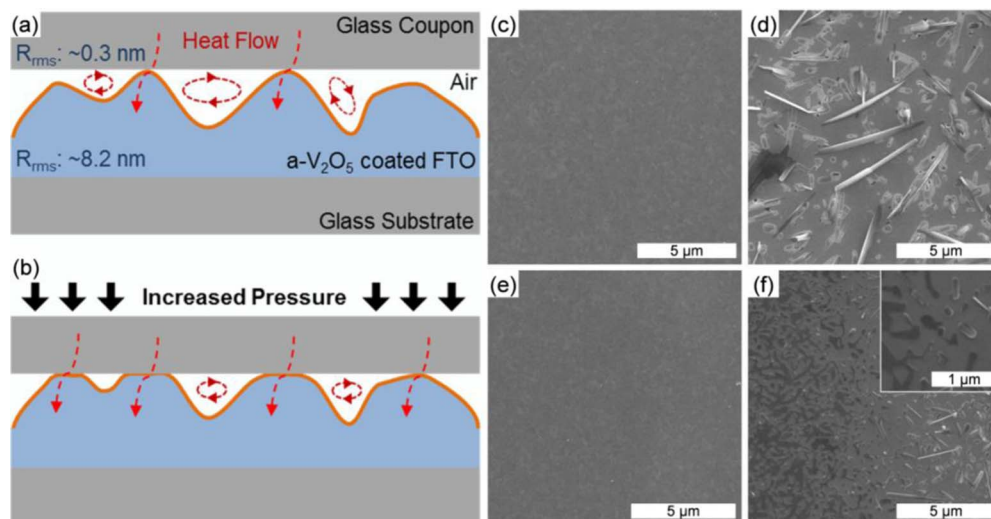 (a)
Glass Coupon
Rrms: ~0.3 nm
Heat Flow
Air
Rrms: ~8.2 nm
a-V2O5 coated FTO
Glass Substrate
(b)
Increased Pressure
(c)
5 μm
(d)
5 μm
(e)
5 μm
(f)
1 μm
5 μm